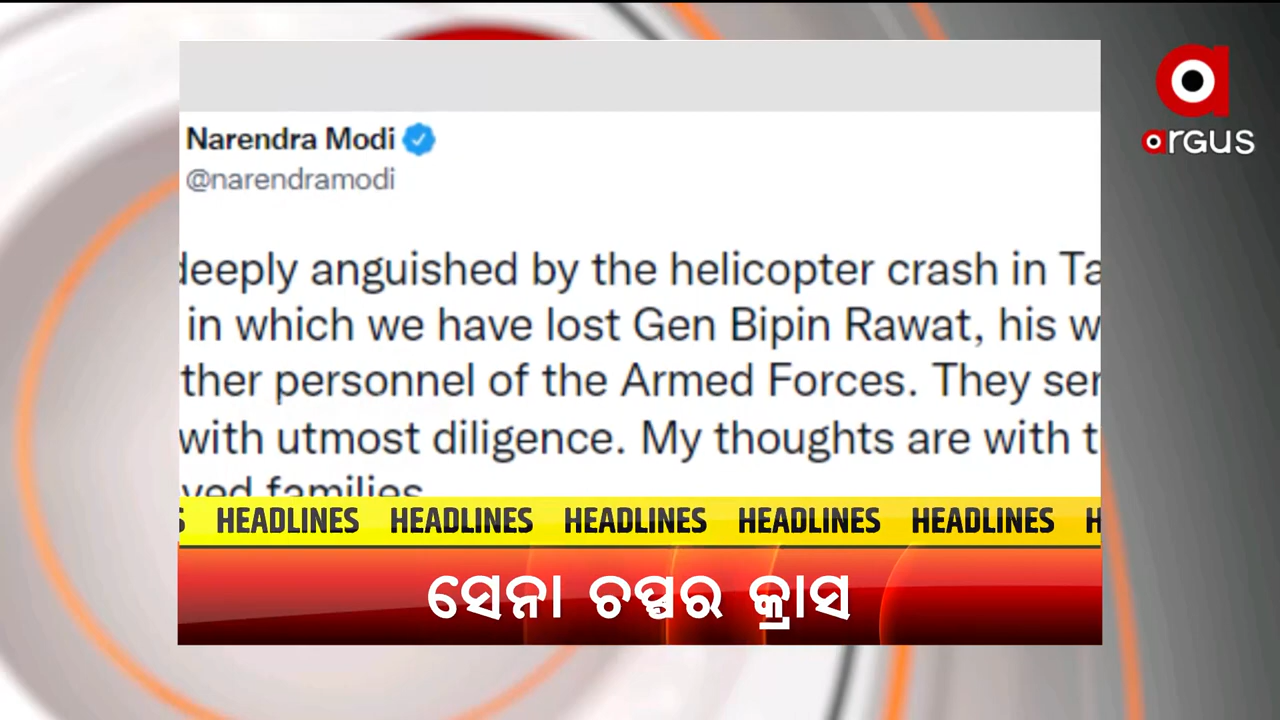 argus
Narendra Modi
@narendramodi
deeply anguished by the helicopter crash in Ta
in which we have lost Gen Bipin Rawat, his w
ther personnel of the Armed Forces. They ser
with utmost diligence. My thoughts are with t
yed families.
HEADLINES HEADLINES HEADLINES HEADLINES HEADLINES
ସେନା ଚପ୍ପର କ୍ରାସ